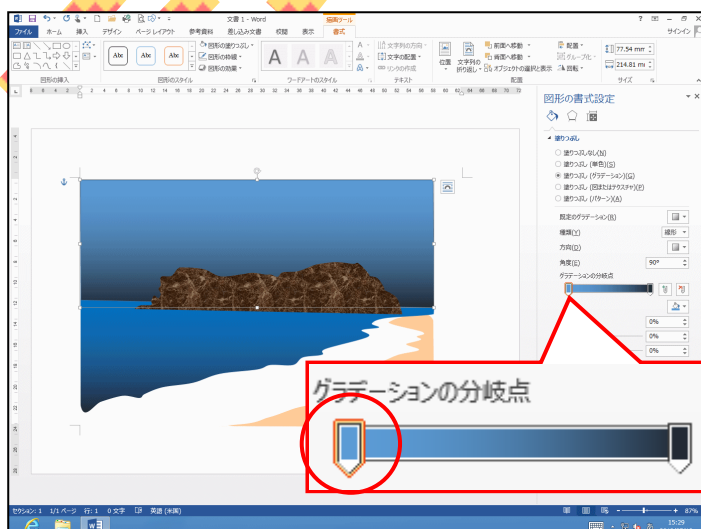 文書 1 - Word
描画ツール
サインイン
ファイル ホーム 挿入 デザイン ページ レイアウト 参考資料 差し込み文書 校閲 表示 書式
Abc Abc Abc
図形の塗りつぶし
図形の枠線
図形の効果
A A A
文字列の方向
文字の配置
リンクの作成
位置 文字列の折り返し
前面へ移動
背面へ移動
オブジェクトの選択と表示
配置
グループ化
回転
77.54 mm
214.81 mm
図形の挿入 図形のスタイル ワードアートのスタイル テキスト 配置 サイズ
図形の書式設定
塗りつぶし
塗りつぶしなし(N)
塗りつぶし (単色)(S)
塗りつぶし (グラデーション)(G)
塗りつぶし (図またはテクスチャ)(P)
塗りつぶし (パターン)(A)
既定のグラデーション(R)
種類(Y) 線形
方向(D)
角度(E) 90°
グラデーションの分岐点
0%
0%
0%
グラデーションの分岐点
セクション: 1 1/1 ページ 行: 1 0 文字 英語 (米国)
87%
15:29